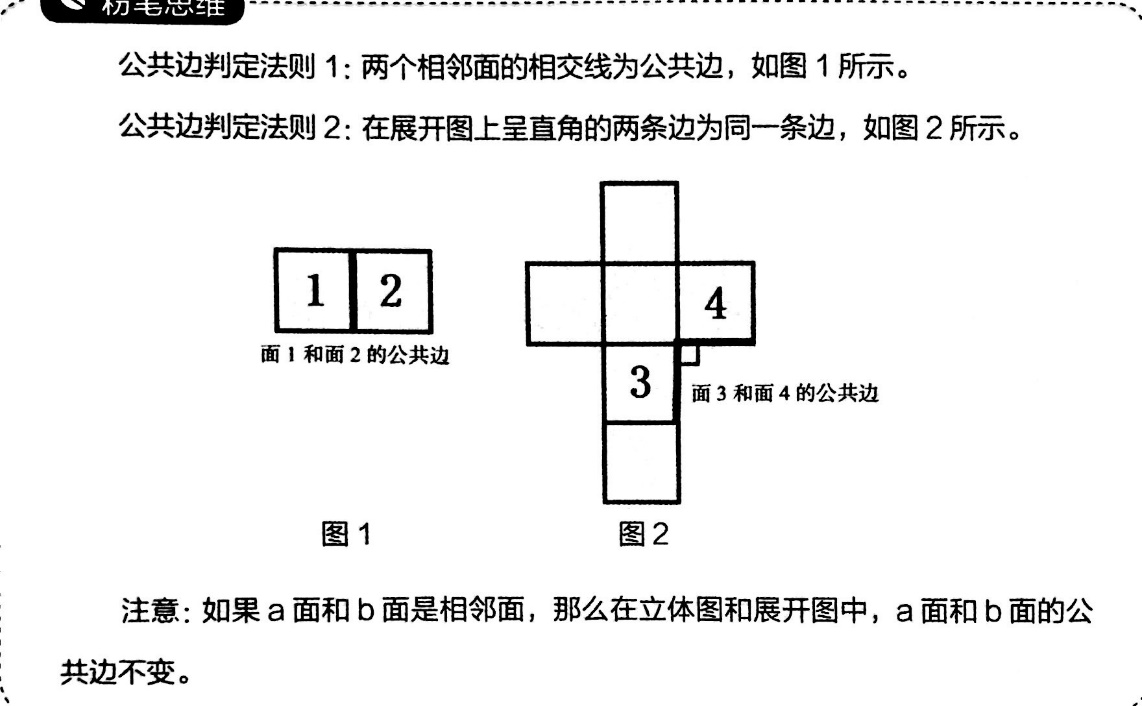 粉笔思维
公共边判定法则 1：两个相邻面的相交线为公共边，如图 1 所示。
公共边判定法则 2：在展开图上呈直角的两条边为同一条边，如图 2 所示。
1 2
4
面 1 和面 2 的公共边
3
面 3 和面 4 的公共边
图 1 图 2
注意：如果 a 面和 b 面是相邻面，那么在立体图和展开图中，a 面和 b 面的公
共边不变。